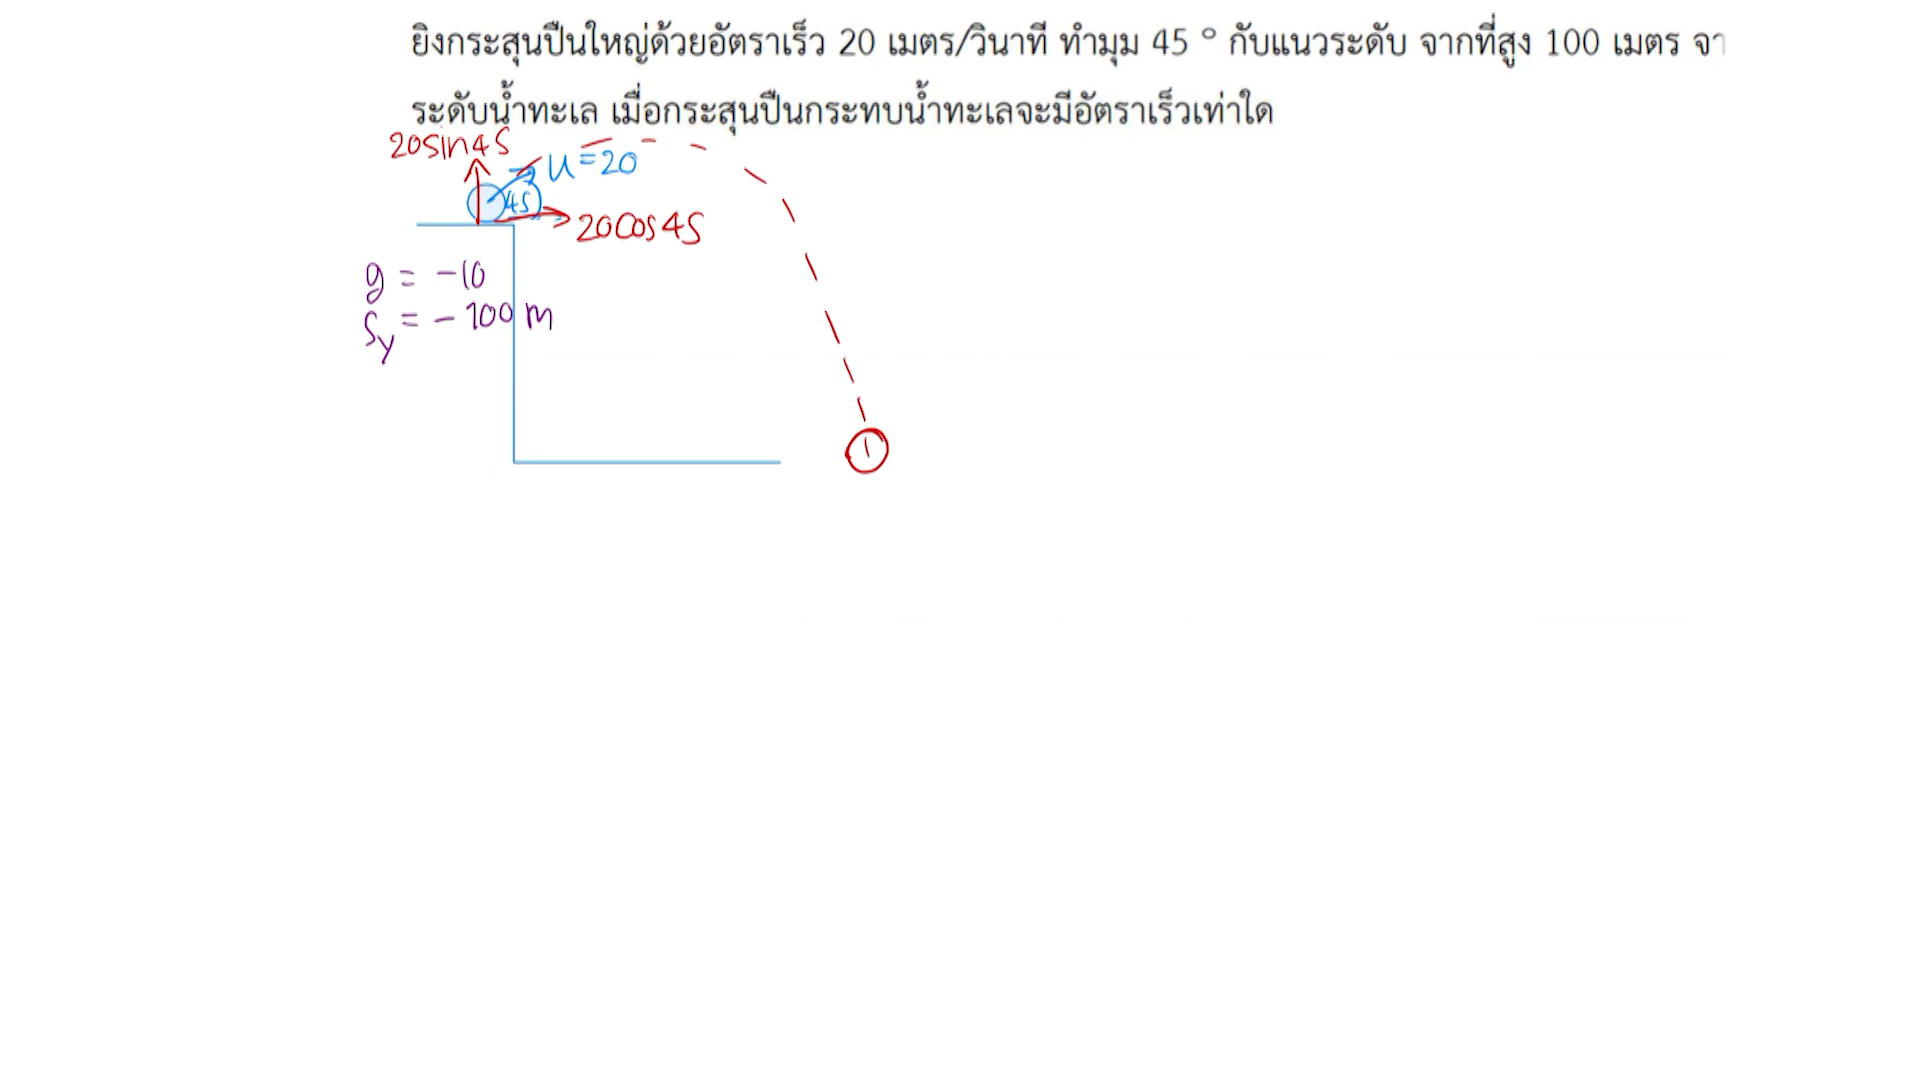 ยิงกระสุนปืนใหญ่ด้วยอัตราเร็ว 20 เมตร/วินาที ทำมุม 45 ° กับแนวระดับ จากที่สูง 100 เมตร จา
ระดับน้ำทะเล เมื่อกระสุนปืนกระทบน้ำทะเลจะมีอัตราเร็วเท่าใด
20sin45
u=20
45
20cos45
g = -10
Sy = -100 m
1